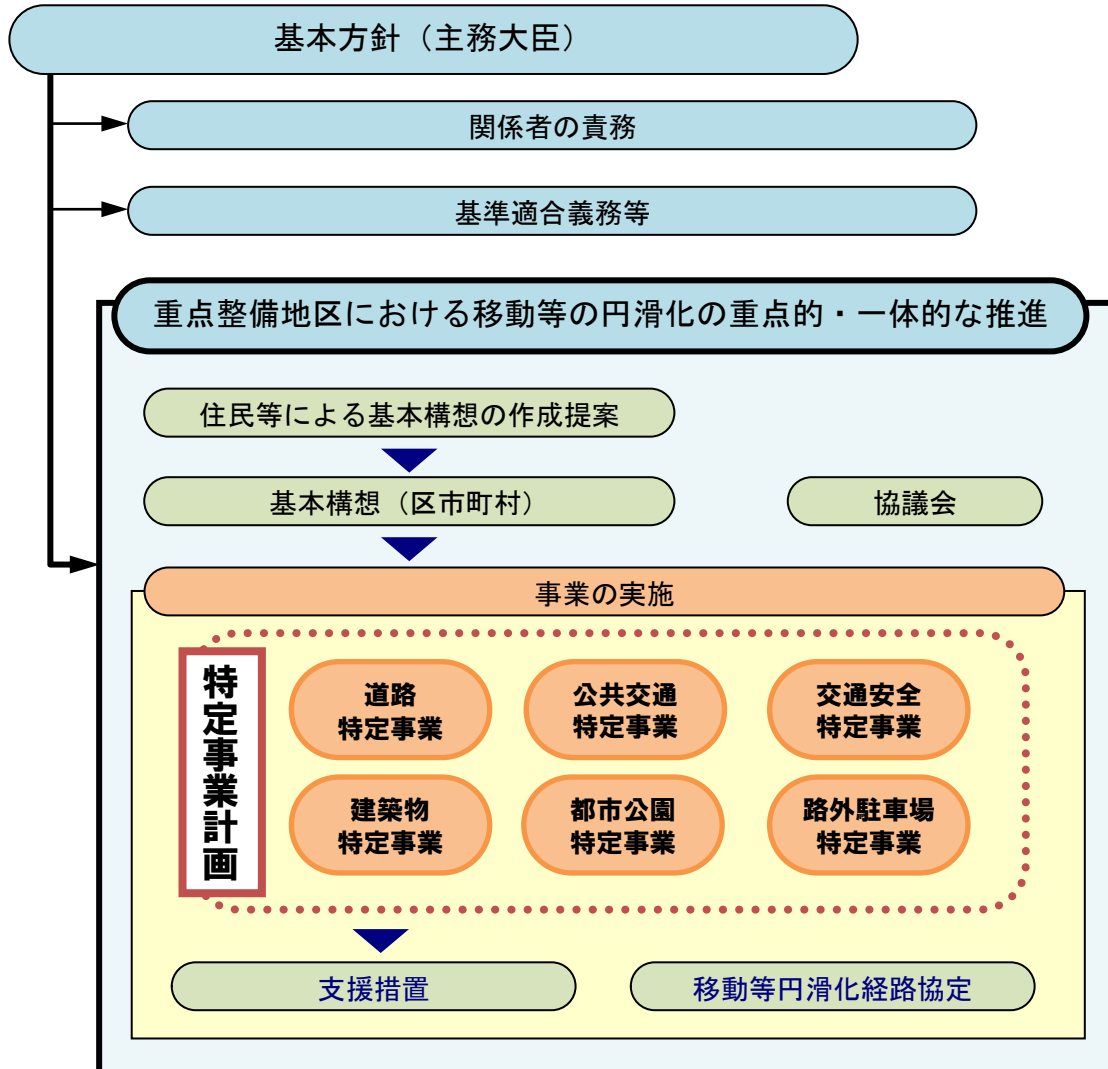 基本方針（主務大臣）
関係者の責務
基準適合義務等
重点整備地区における移動等の円滑化の重点的・一体的な推進
住民等による基本構想の作成提案
基本構想（区市町村）
協議会
事業の実施
特定事業計画
道路
特定事業
公共交通
特定事業
交通安全
特定事業
建築物
特定事業
都市公園
特定事業
路外駐車場
特定事業
支援措置
移動等円滑化経路協定